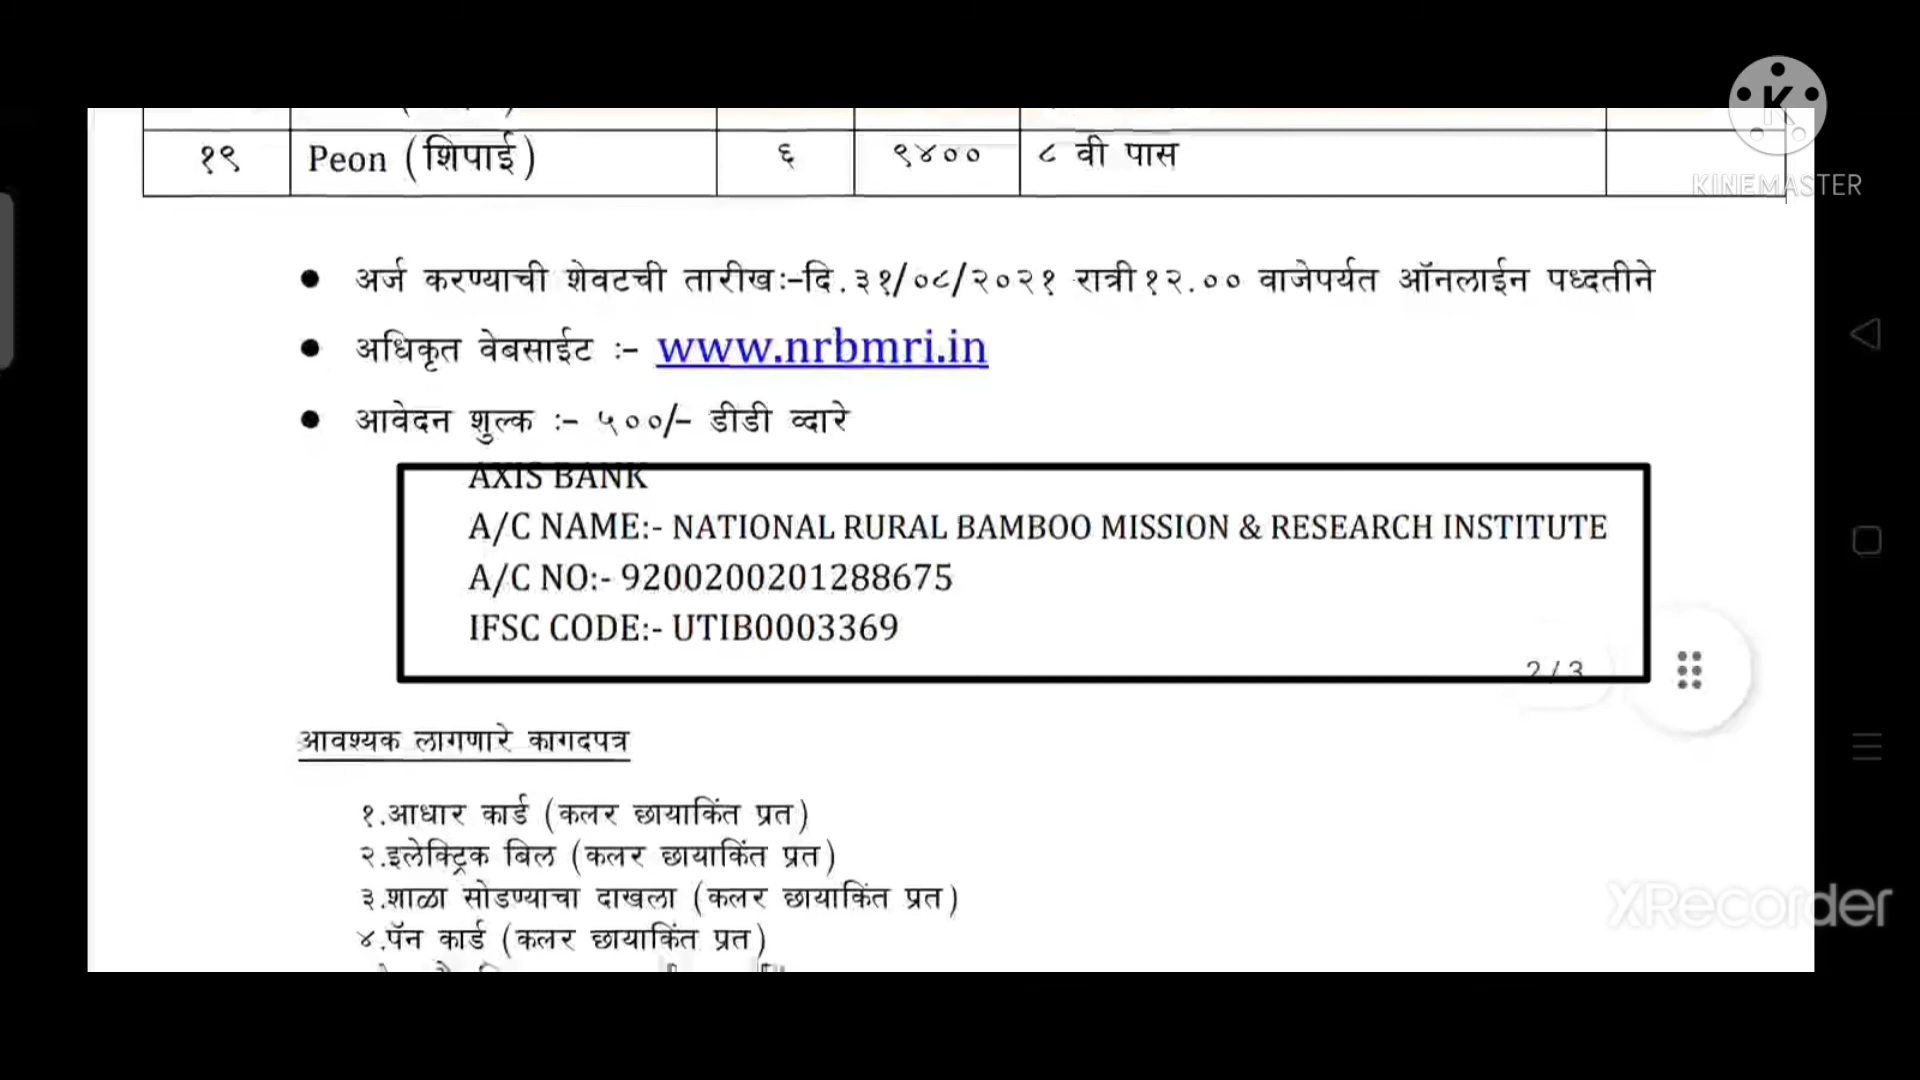 १९ Peon (शिपाई) ६ ९४०० ८ वी पास
K
KINEMASTER
● अर्ज करण्याची शेवटची तारीखः-दि.३१/०८/२०२१ रात्री१२.०० वाजेपर्यत ऑनलाईन पध्दतीने
● अधिकृत वेबसाईट :- www.nrbmri.in
● आवेदन शुल्क :- ५००/- डीडी व्दारे
AXIS BANK
A/C NAME:- NATIONAL RURAL BAMBOO MISSION & RESEARCH INSTITUTE
A/C NO:- 9200200201288675
IFSC CODE:- UTIB0003369
2 / 3
आवश्यक लागणारे कागदपत्र
१.आधार कार्ड (कलर छायाकिंत प्रत)
२.इलेक्ट्रिक बिल (कलर छायाकिंत प्रत)
३.शाळा सोडण्याचा दाखला (कलर छायाकिंत प्रत)
४.पॅन कार्ड (कलर छायाकिंत प्रत)
XRecorder